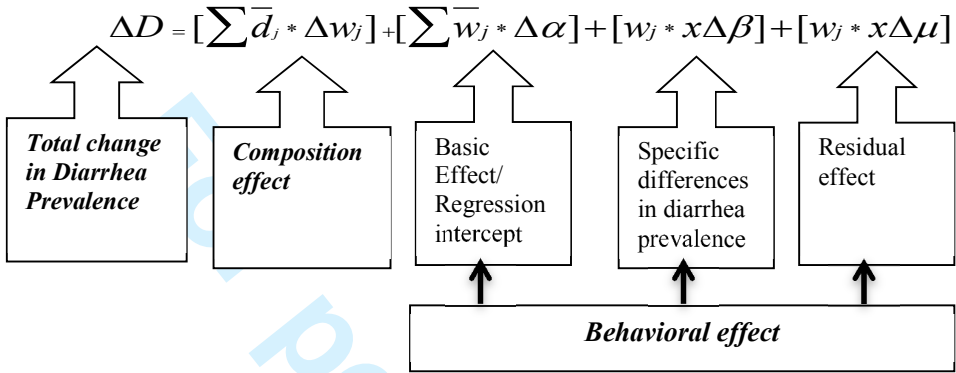 ΔD = [∑ d̅ⱼ * Δwⱼ] + [∑ w̅ⱼ * Δα] + [wⱼ * xΔβ] + [wⱼ * xΔμ]
Total change
in Diarrhea
Prevalence
Composition
effect
Basic
Effect/
Regression
intercept
Specific
differences
in diarrhea
prevalence
Residual
effect
Behavioral effect